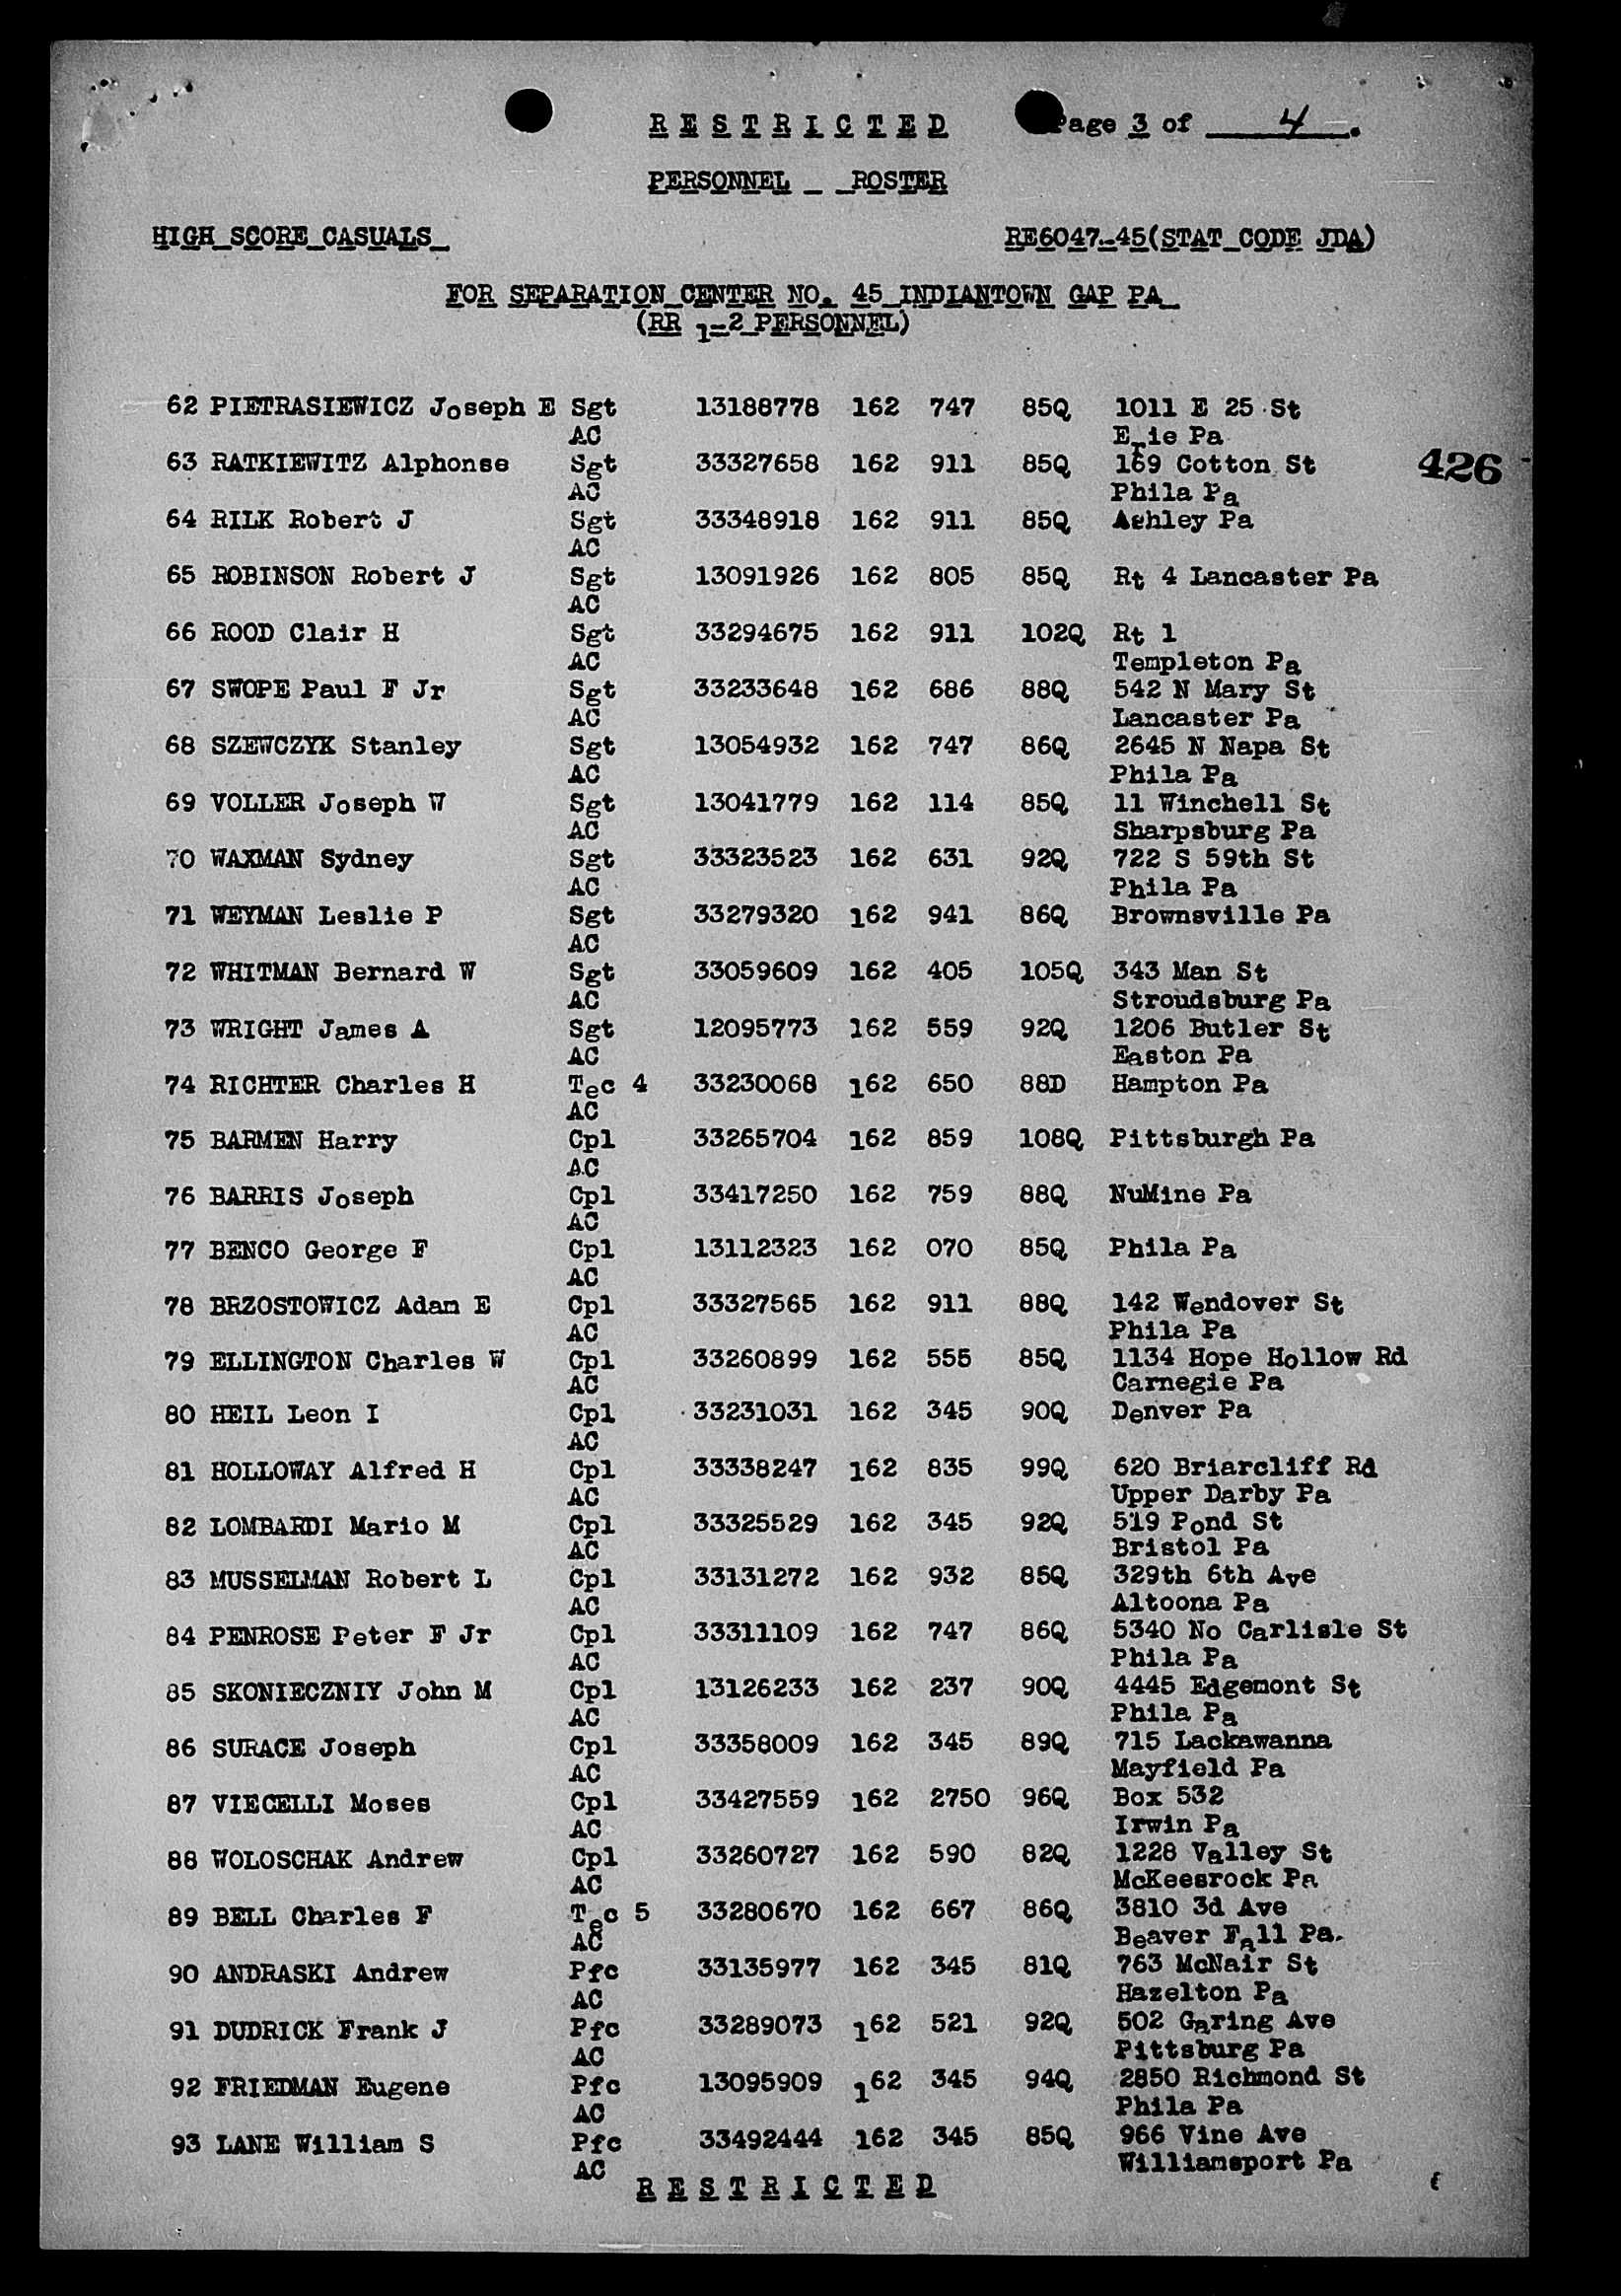 R E S T R I C T E D Page 3 of 4.
PERSONNEL _ _ROSTER
HIGH_SCORE_CASUALS_ RE6047-45(STAT_CODE JDA)
FOR SEPARATION_CENTER NO. 45_INDIANTOWN GAP PA_
(RR 1-2_PERSONNEL)
62 PIETRASIEWICZ Joseph E Sgt 13188778 162 747 85Q 1011 E 25 St
AC Erie Pa
63 RATKIEWITZ Alphonse Sgt 33327658 162 911 85Q 169 Cotton St 426
AC Phila Pa
64 RILK Robert J Sgt 33348918 162 911 85Q Ashley Pa
AC
65 ROBINSON Robert J Sgt 13091926 162 805 85Q Rt 4 Lancaster Pa
AC
66 ROOD Clair H Sgt 33294675 162 911 102Q Rt 1
AC Templeton Pa
67 SWOPE Paul F Jr Sgt 33233648 162 686 88Q 542 N Mary St
AC Lancaster Pa
68 SZEWCZYK Stanley Sgt 13054932 162 747 86Q 2645 N Napa St
AC Phila Pa
69 VOLLER Joseph W Sgt 13041779 162 114 85Q 11 Winchell St
AC Sharpsburg Pa
70 WAXMAN Sydney Sgt 33323523 162 631 92Q 722 S 59th St
AC Phila Pa
71 WEYMAN Leslie P Sgt 33279320 162 941 86Q Brownsville Pa
AC
72 WHITMAN Bernard W Sgt 33059609 162 405 105Q 343 Man St
AC Stroudsburg Pa
73 WRIGHT James A Sgt 12095773 162 559 92Q 1206 Butler St
AC Easton Pa
74 RICHTER Charles H Tec 4 33230068 162 650 88D Hampton Pa
AC
75 BARMEN Harry Cpl 33265704 162 859 108Q Pittsburgh Pa
AC
76 BARRIS Joseph Cpl 33417250 162 759 88Q NuMine Pa
AC
77 BENCO George F Cpl 13112323 162 070 85Q Phila Pa
AC
78 BRZOSTOWICZ Adam E Cpl 33327565 162 911 88Q 142 Wendover St
AC Phila Pa
79 ELLINGTON Charles W Cpl 33260899 162 555 85Q 1134 Hope Hollow Rd
AC Carnegie Pa
80 HEIL Leon I Cpl 33231031 162 345 90Q Denver Pa
AC
81 HOLLOWAY Alfred H Cpl 33338247 162 835 99Q 620 Briarcliff Rd
AC Upper Darby Pa
82 LOMBARDI Mario M Cpl 33325529 162 345 92Q 519 Pond St
AC Bristol Pa
83 MUSSELMAN Robert L Cpl 33131272 162 932 85Q 329th 6th Ave
AC Altoona Pa
84 PENROSE Peter F Jr Cpl 33311109 162 747 86Q 5340 No Carlisle St
AC Phila Pa
85 SKONIECZNIY John M Cpl 13126233 162 237 90Q 4445 Edgemont St
AC Phila Pa
86 SURACE Joseph Cpl 33358009 162 345 89Q 715 Lackawanna
AC Mayfield Pa
87 VIECELLI Moses Cpl 33427559 162 2750 96Q Box 532
AC Irwin Pa
88 WOLOSCHAK Andrew Cpl 33260727 162 590 82Q 1228 Valley St
AC McKeesrock Pa
89 BELL Charles F Tec 5 33280670 162 667 86Q 3810 3d Ave
AC Beaver Fall Pa.
90 ANDRASKI Andrew Pfc 33135977 162 345 81Q 763 McNair St
AC Hazelton Pa
91 DUDRICK Frank J Pfc 33289073 162 521 92Q 502 Garing Ave
AC Pittsburg Pa
92 FRIEDMAN Eugene Pfc 13095909 162 345 94Q 2850 Richmond St
AC Phila Pa
93 LANE William S Pfc 33492444 162 345 85Q 966 Vine Ave
AC Williamsport Pa
R E S T R I C T E D